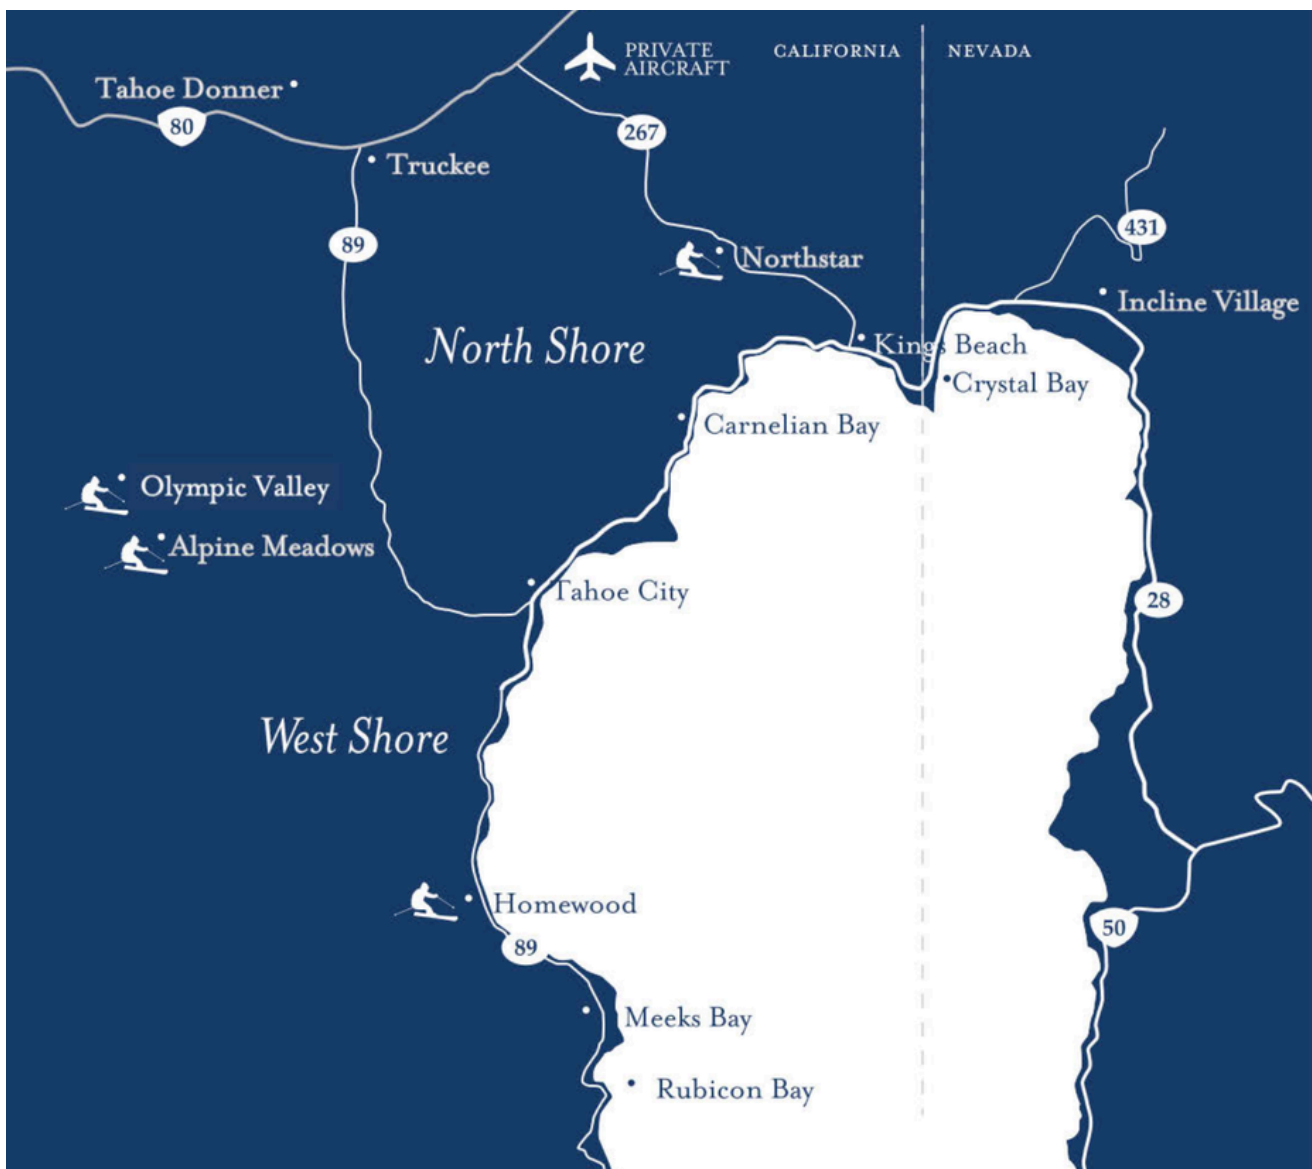 PRIVATE
AIRCRAFT
CALIFORNIA
NEVADA
Tahoe Donner
80
267
Truckee
89
431
Northstar
Incline Village
North Shore
Kings Beach
Crystal Bay
Carnelian Bay
Olympic Valley
Alpine Meadows
Tahoe City
28
West Shore
Homewood
50
89
Meeks Bay
Rubicon Bay